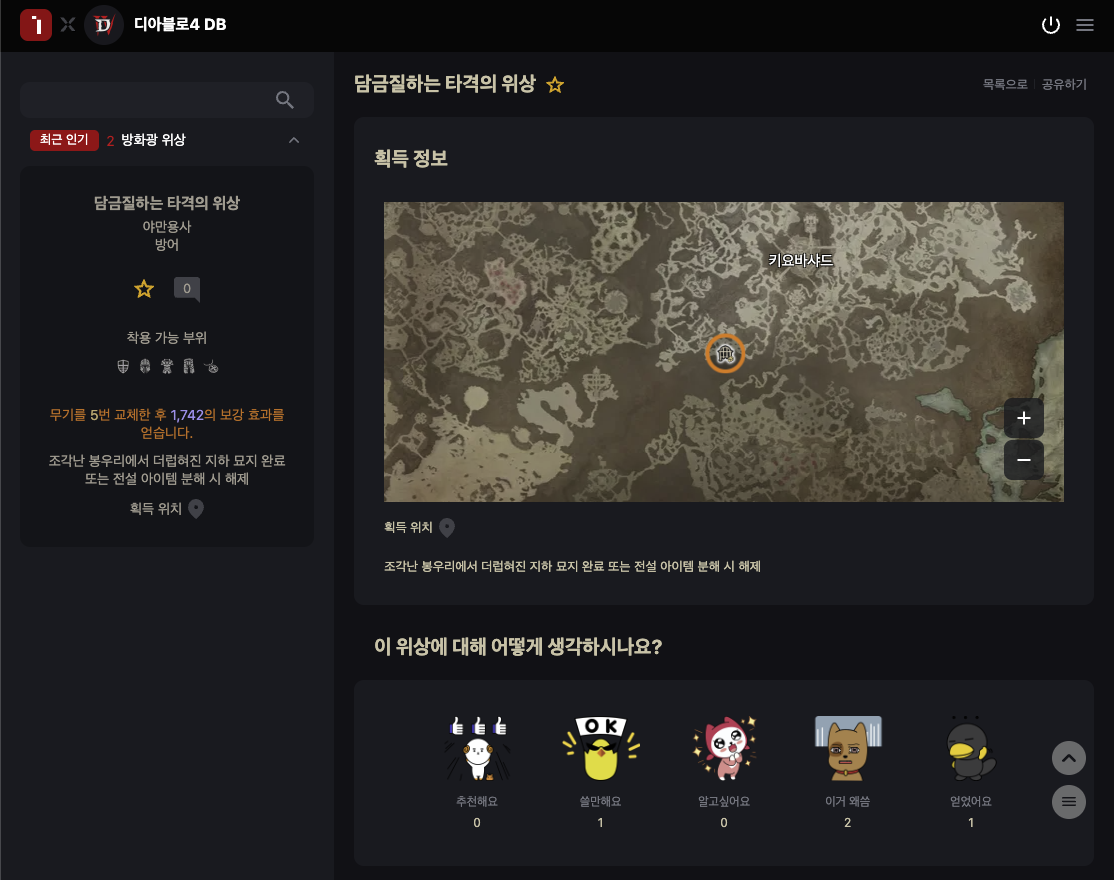 디아블로4 DB
최근 인기 2 방화광 위상
담금질하는 타격의 위상
야만용사
방어
0
착용 가능 부위
무기를 5번 교체한 후 1,742의 보강 효과를
얻습니다.
조각난 봉우리에서 더럽혀진 지하 묘지 완료
또는 전설 아이템 분해 시 해제
획득 위치
담금질하는 타격의 위상
목록으로 공유하기
획득 정보
키요바샤드
+
−
획득 위치
조각난 봉우리에서 더럽혀진 지하 묘지 완료 또는 전설 아이템 분해 시 해제
이 위상에 대해 어떻게 생각하시나요?
OK
추천해요 쓸만해요 알고싶어요 이거 왜씀 얻었어요
0 1 0 2 1